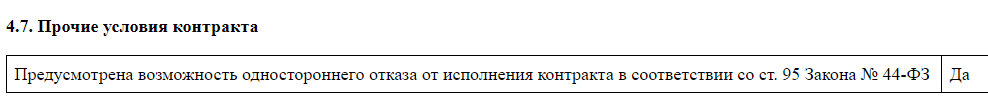 4.7. Прочие условия контракта
Предусмотрена возможность одностороннего отказа от исполнения контракта в соответствии со ст. 95 Закона № 44-ФЗ Да